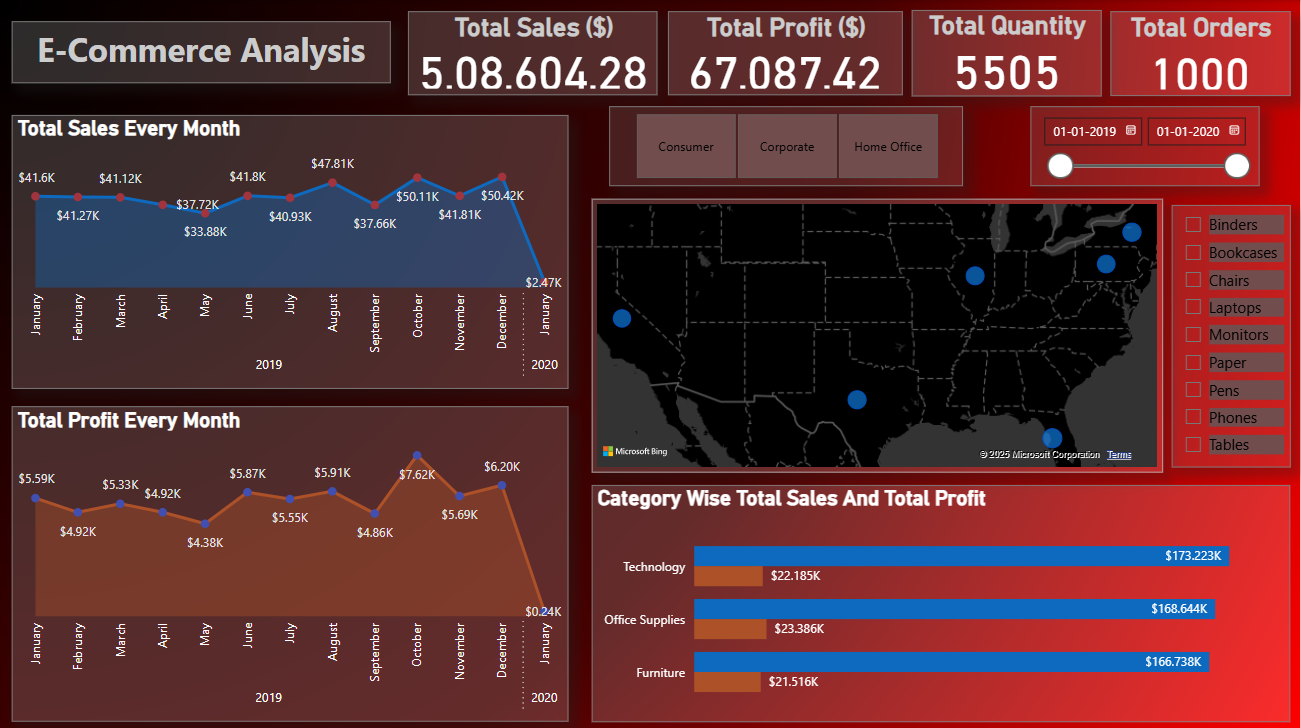 E-Commerce Analysis
Total Sales ($)
5.08.604.28
Total Profit ($)
67.087.42
Total Quantity
5505
Total Orders
1000
Consumer
Corporate
Home Office
01-01-2019
01-01-2020
Total Sales Every Month
$41.6K
$41.27K
$41.12K
$37.72K
$33.88K
$41.8K
$40.93K
$47.81K
$37.66K
$50.11K
$41.81K
$50.42K
$2.47K
January
February
March
April
May
June
July
August
September
October
November
December
January
2019
2020
Microsoft Bing
© 2025 Microsoft Corporation Terms
Binders
Bookcases
Chairs
Laptops
Monitors
Paper
Pens
Phones
Tables
Total Profit Every Month
$5.59K
$4.92K
$5.33K
$4.92K
$4.38K
$5.87K
$5.55K
$5.91K
$4.86K
$7.62K
$5.69K
$6.20K
$0.24K
January
February
March
April
May
June
July
August
September
October
November
December
January
2019
2020
Category Wise Total Sales And Total Profit
Technology
$173.223K
$22.185K
Office Supplies
$168.644K
$23.386K
Furniture
$166.738K
$21.516K